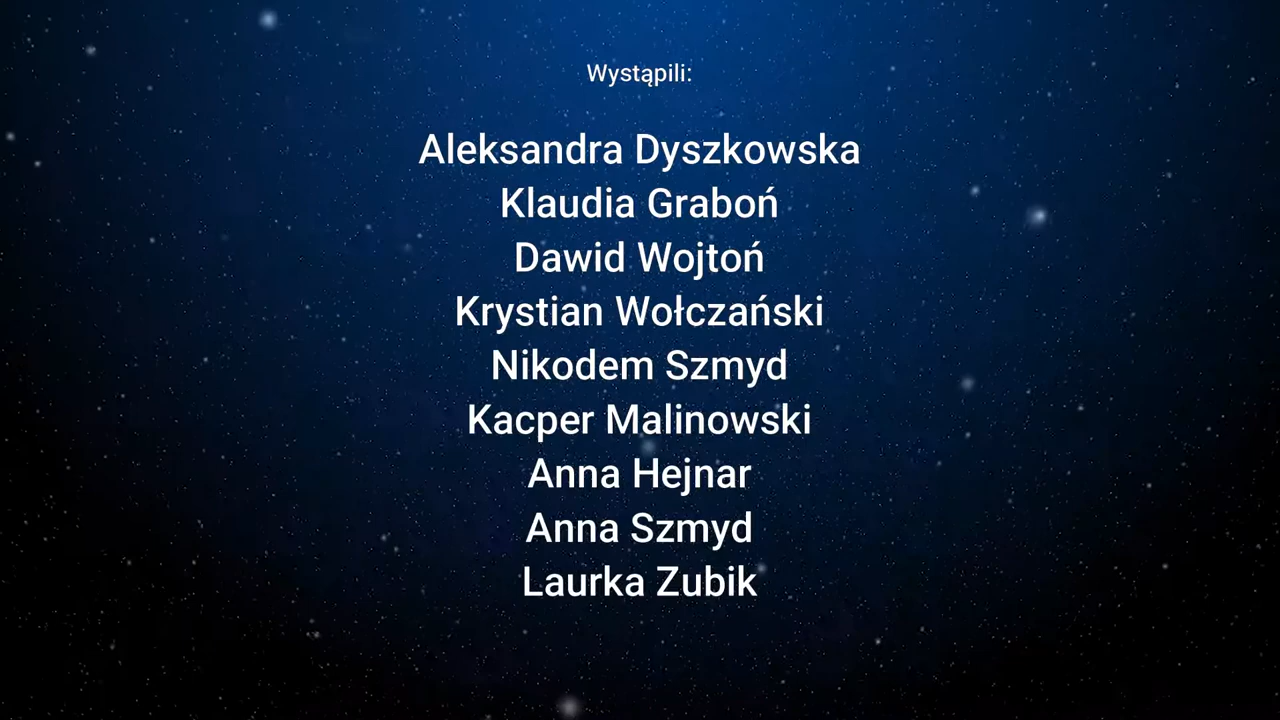 Wystąpili:
Aleksandra Dyszkowska
Klaudia Graboń
Dawid Wojtoń
Krystian Wołczański
Nikodem Szmyd
Kacper Malinowski
Anna Hejnar
Anna Szmyd
Laurka Zubik